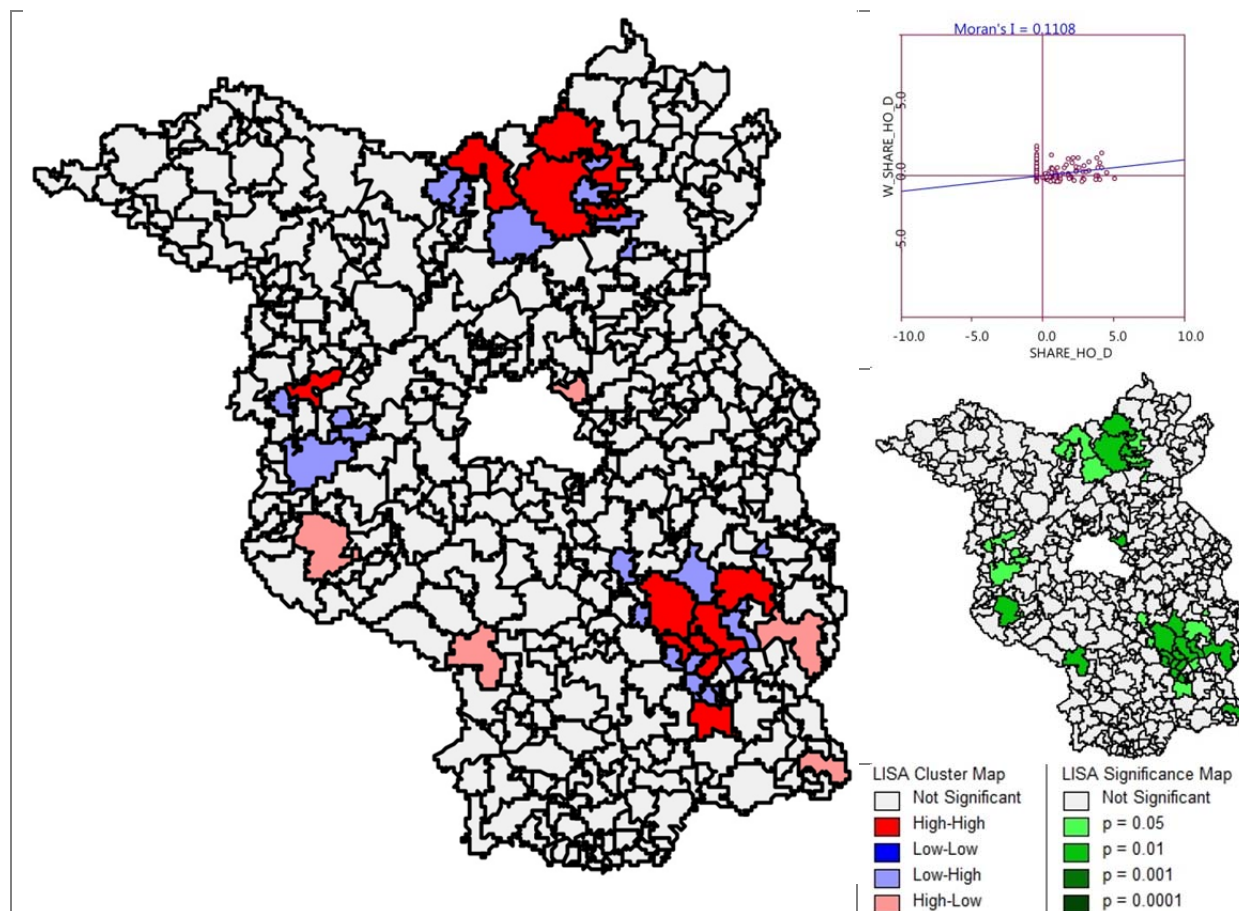 Moran's I = 0,1108
W_SHARE_HO_D
5.0
0.0
5.0
-10.0 -5.0 0.0 5.0 10.0
SHARE_HO_D
LISA Cluster Map
Not Significant
High-High
Low-Low
Low-High
High-Low
LISA Significance Map
Not Significant
p = 0.05
p = 0.01
p = 0.001
p = 0.0001